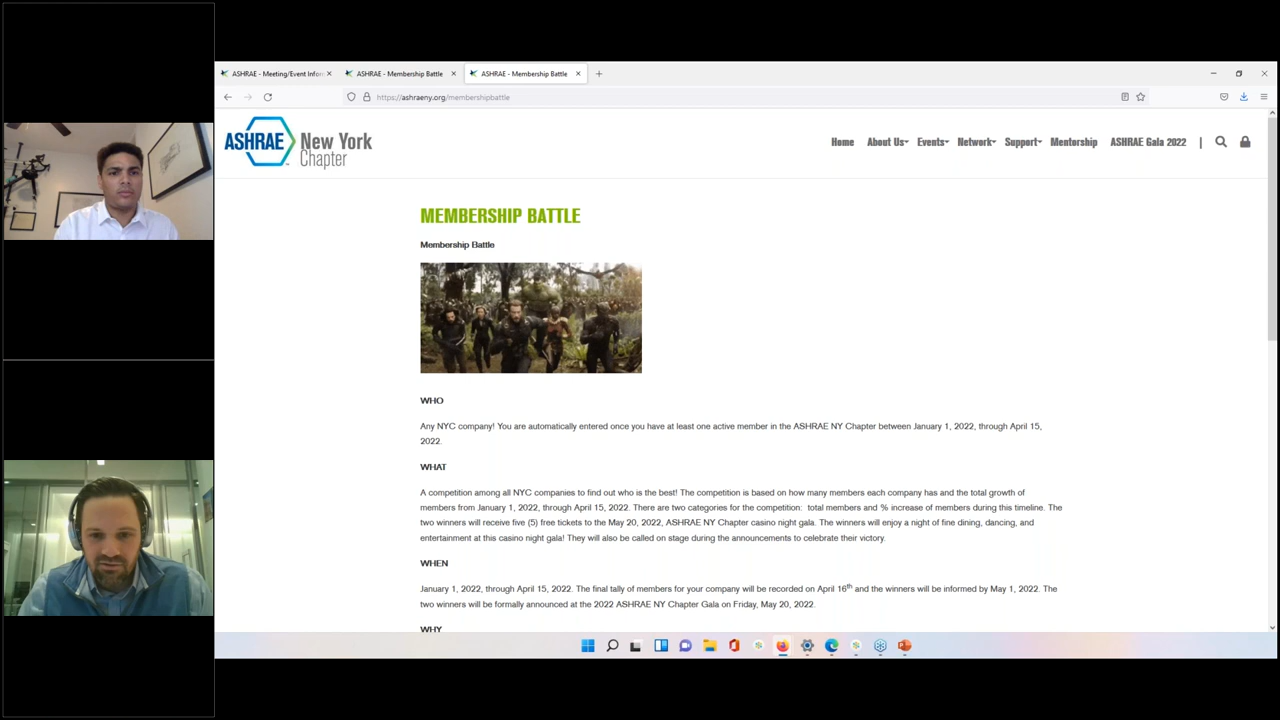 ASHRAE - Meeting/Event Infor
ASHRAE - Membership Battle
ASHRAE - Membership Battle
https://ashraeny.org/membershipbattle
ASHRAE New York Chapter
Home About Us Events Network Support Mentorship ASHRAE Gala 2022 |
MEMBERSHIP BATTLE
Membership Battle
WHO
Any NYC company! You are automatically entered once you have at least one active member in the ASHRAE NY Chapter between January 1, 2022, through April 15,
2022.
WHAT
A competition among all NYC companies to find out who is the best! The competition is based on how many members each company has and the total growth of
members from January 1, 2022, through April 15, 2022. There are two categories for the competition: total members and % increase of members during this timeline. The
two winners will receive five (5) free tickets to the May 20, 2022, ASHRAE NY Chapter casino night gala. The winners will enjoy a night of fine dining, dancing, and
entertainment at this casino night gala! They will also be called on stage during the announcements to celebrate their victory.
WHEN
January 1, 2022, through April 15, 2022. The final tally of members for your company will be recorded on April 16th and the winners will be informed by May 1, 2022. The
two winners will be formally announced at the 2022 ASHRAE NY Chapter Gala on Friday, May 20, 2022.
WHY